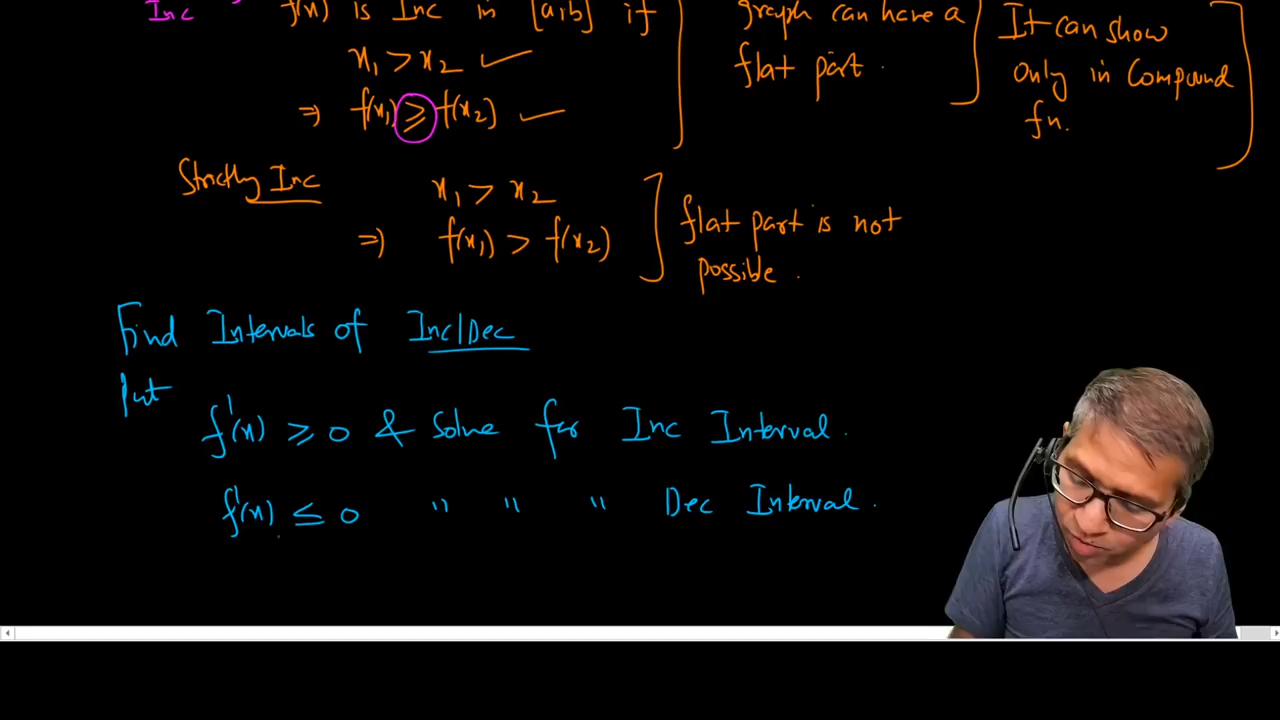 Inc
f(x) is Inc in [a,b] if
x₁ > x₂
⇒ f(x₁) ⩾ f(x₂)
graph can have a
flat part.
It can show
only in Compound
fn.
Strictly Inc
x₁ > x₂
⇒ f(x₁) > f(x₂)
flat part is not
possible.
Find Intervals of Inc/Dec
Put
f'(x) ⩾ 0 & Solve for Inc Interval.
f'(x) ≤ 0 " " " Dec Interval.